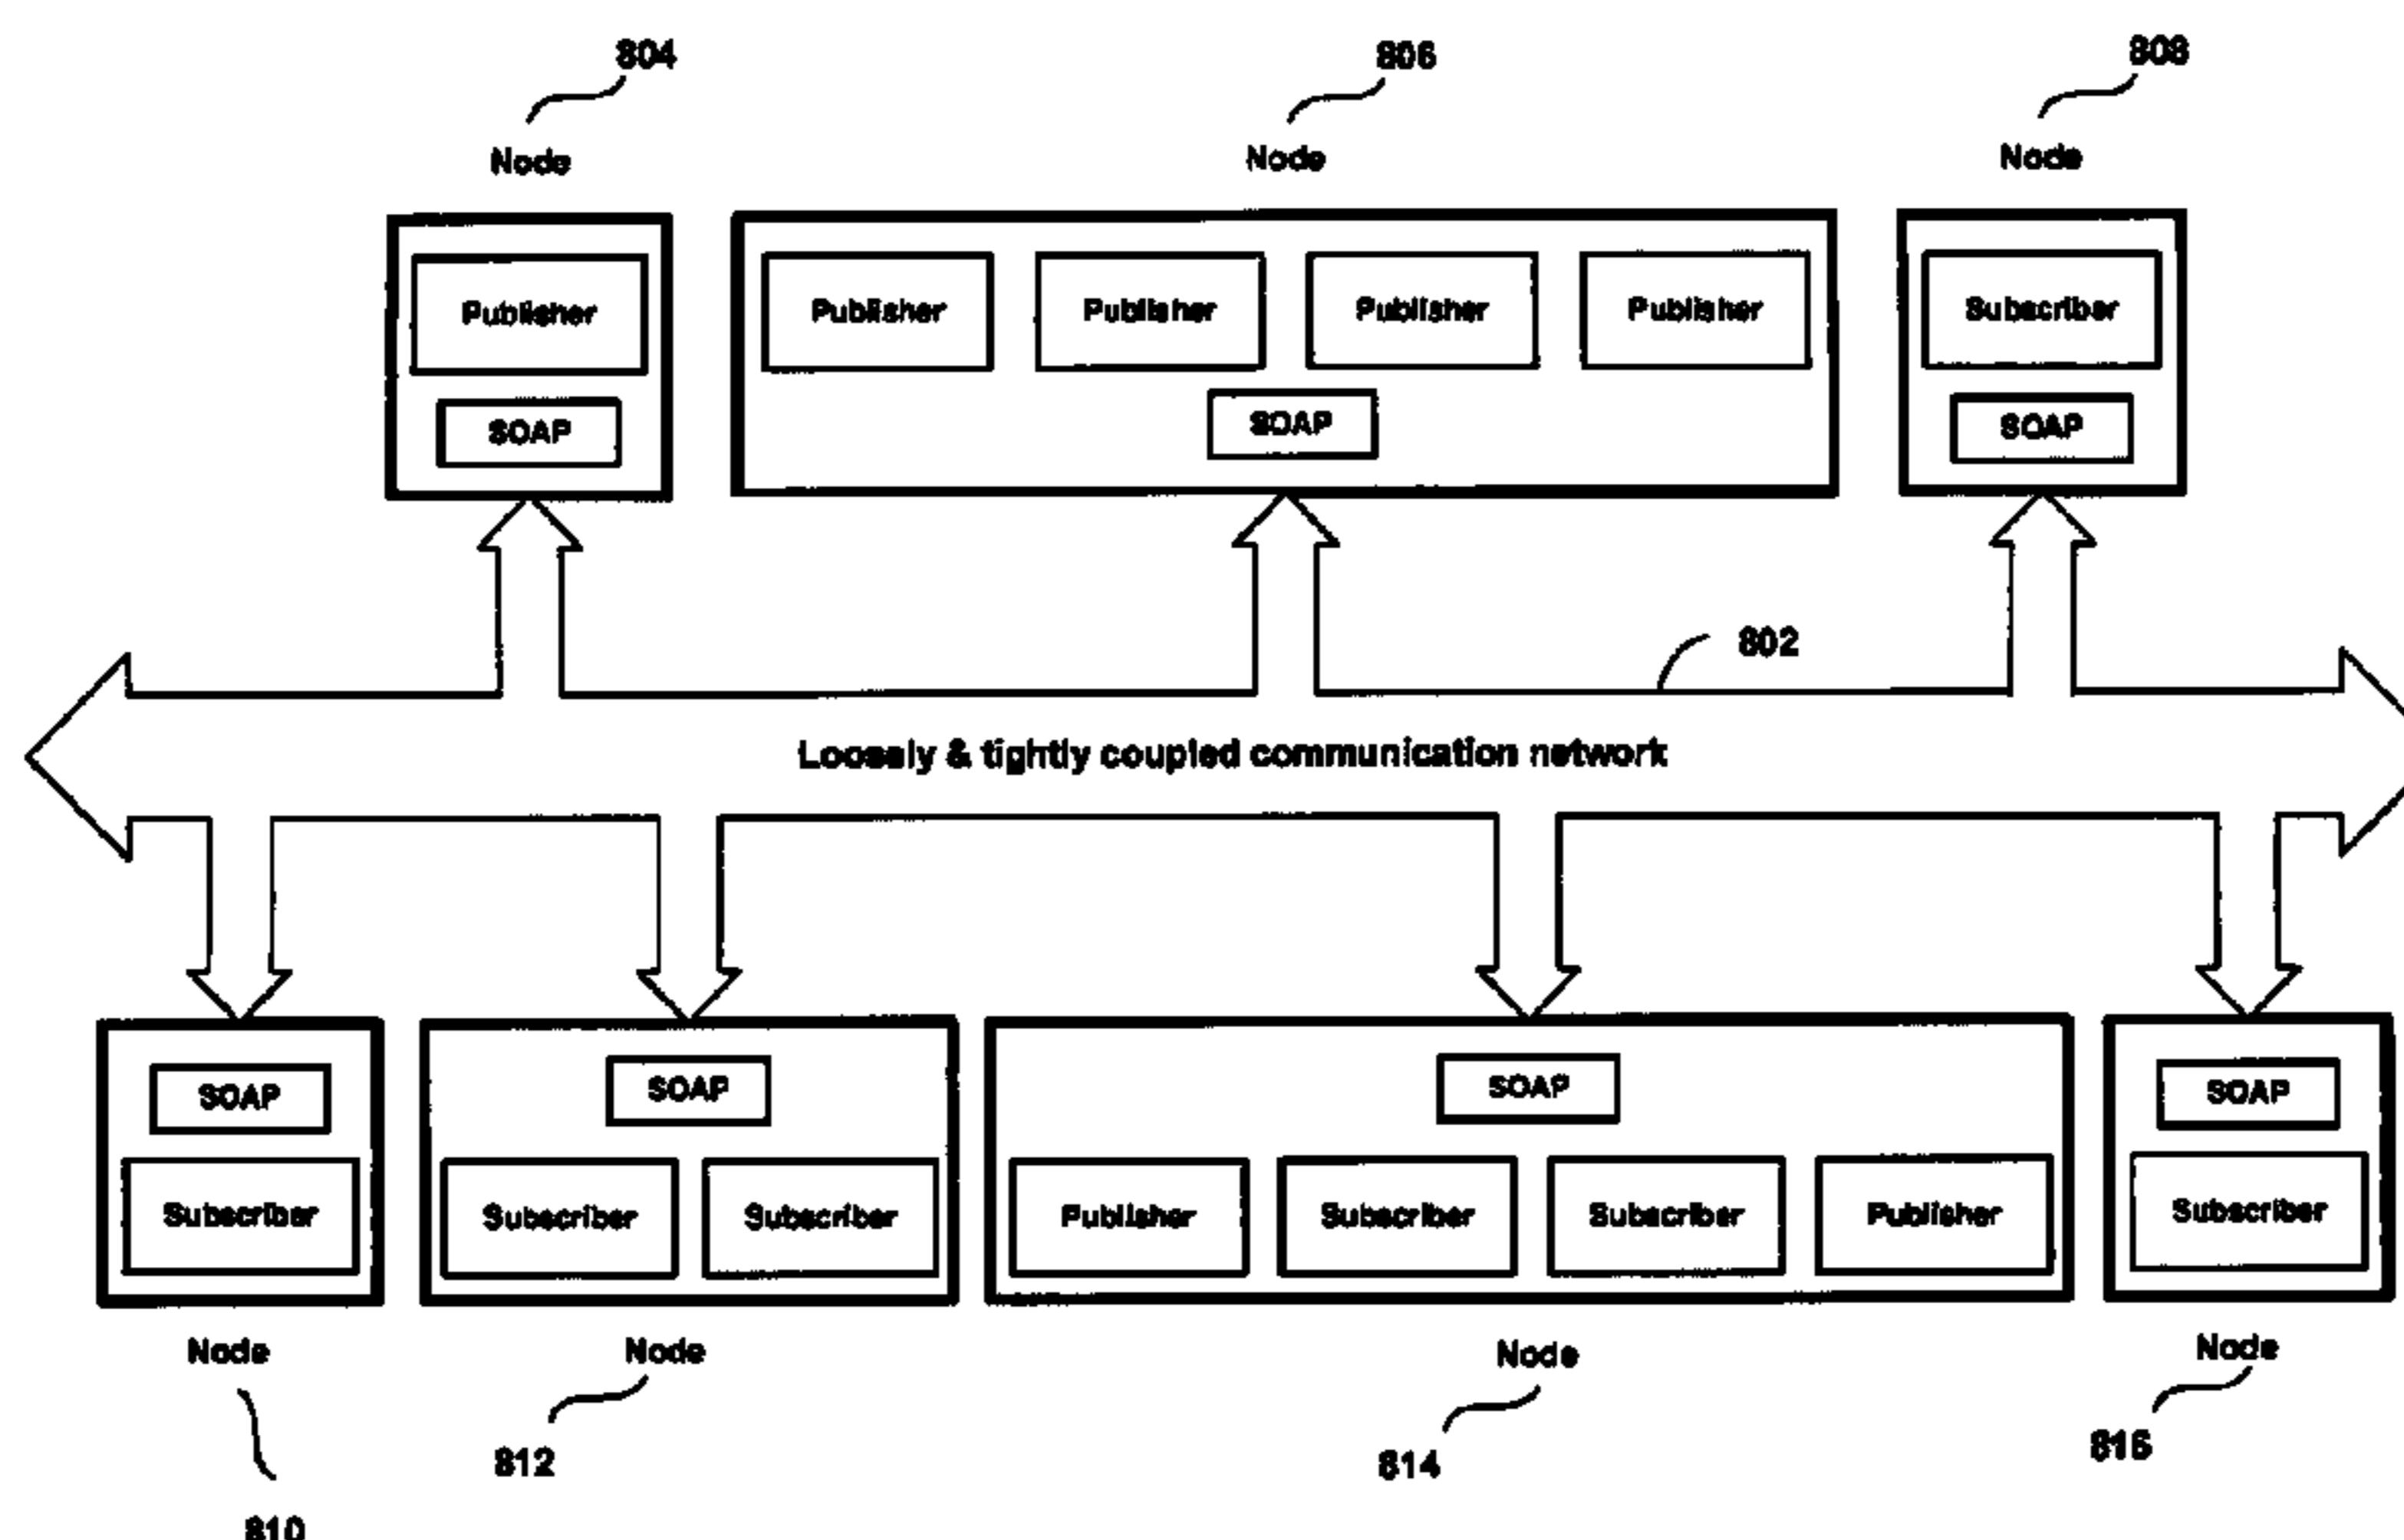 804 806 808
Node Node Node
Publisher Publisher Publisher Publisher Publisher Subscriber
SOAP SOAP SOAP
802
Loosely & tightly coupled communication network
SOAP SOAP SOAP SOAP
Subscriber Subscriber Subscriber Publisher Subscriber Subscriber Publisher Subscriber
Node Node Node Node
812 814 816
810